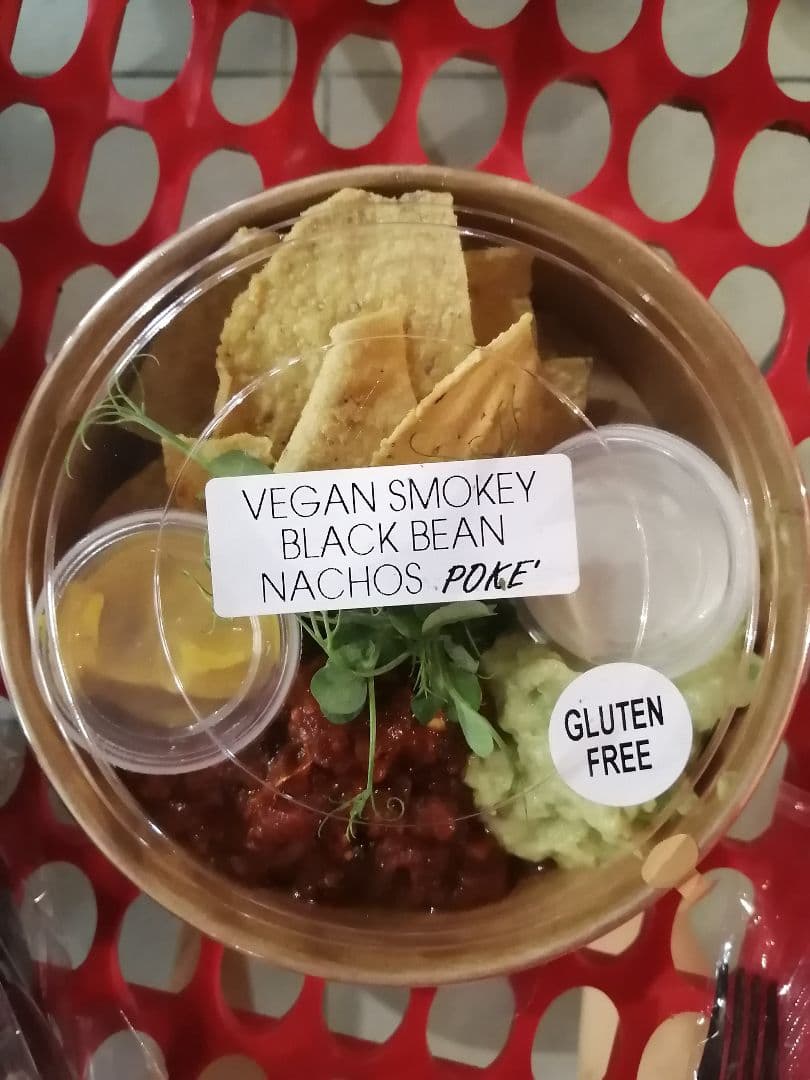 VEGAN SMOKEY
BLACK BEAN
NACHOS POKE'
GLUTEN
FREE